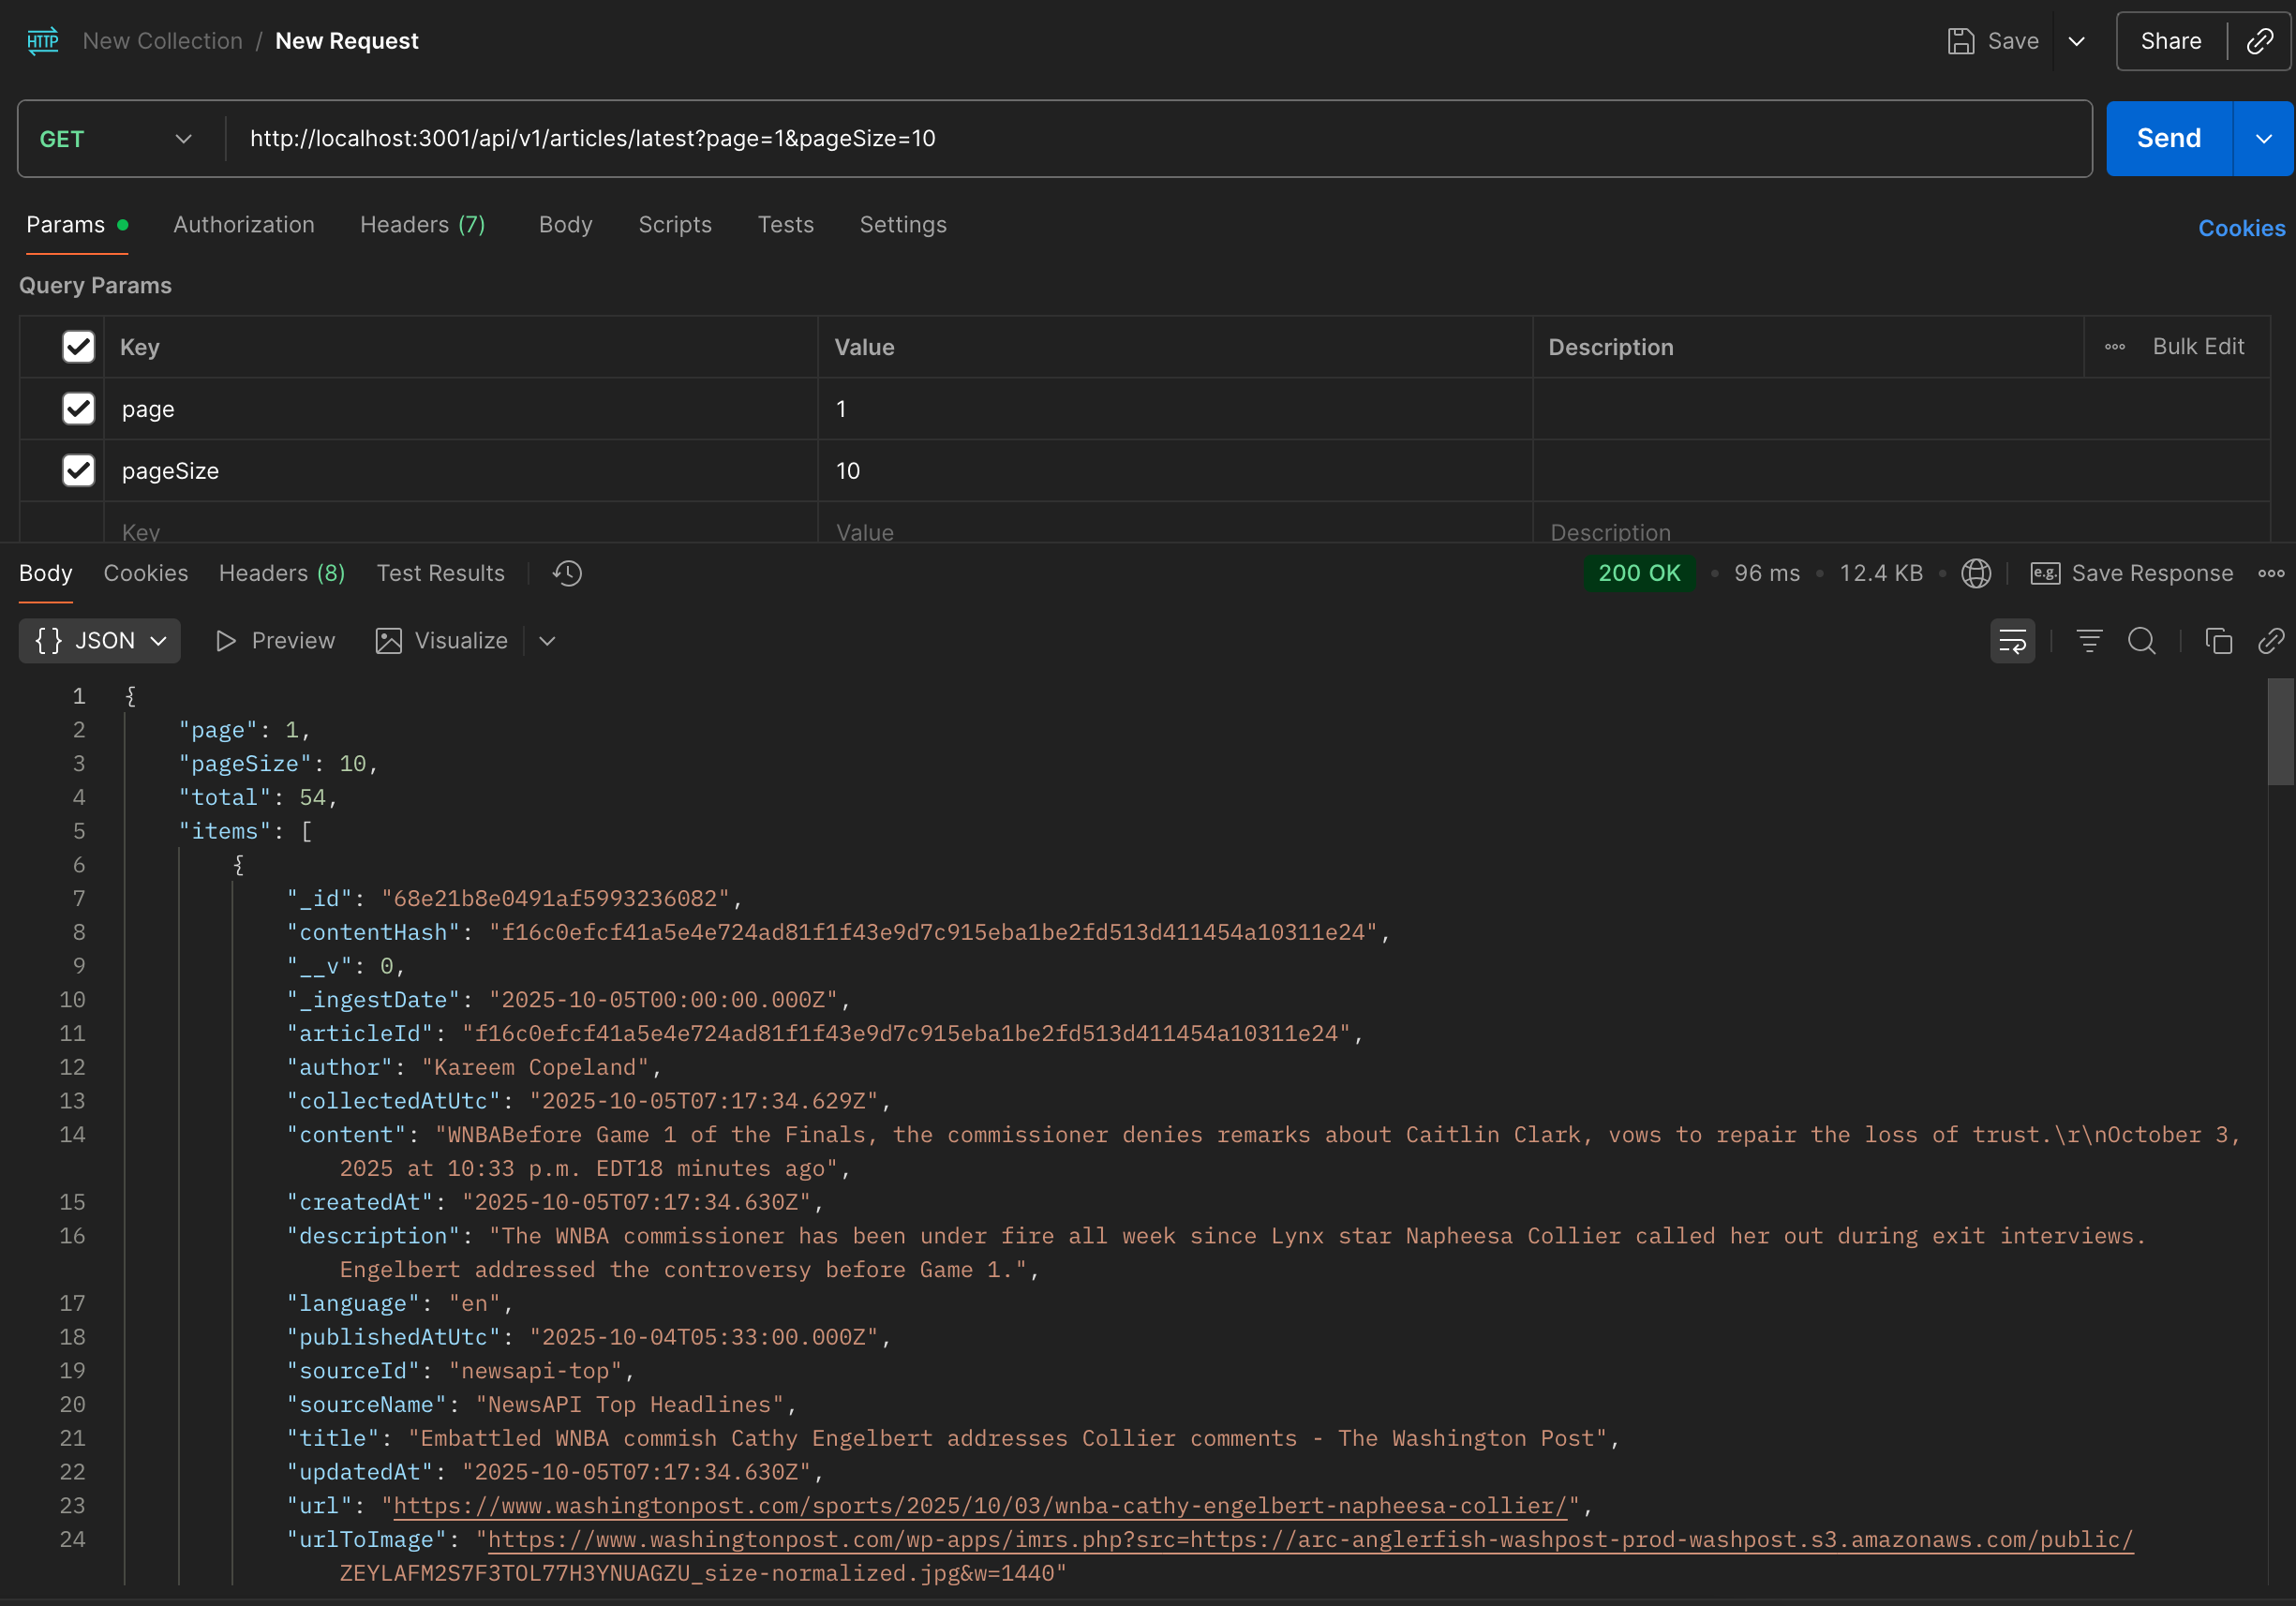 HTTP New Collection / New Request Save Share
GET http://localhost:3001/api/v1/articles/latest?page=1&pageSize=10 Send
Params Authorization Headers (7) Body Scripts Tests Settings Cookies
Query Params
Key Value Description Bulk Edit
page 1
pageSize 10
Key Value Description
Body Cookies Headers (8) Test Results 200 OK 96 ms 12.4 KB e.g. Save Response
{} JSON Preview Visualize
1 {
2 "page": 1,
3 "pageSize": 10,
4 "total": 54,
5 "items": [
6 {
7 "_id": "68e21b8e0491af5993236082",
8 "contentHash": "f16c0efcf41a5e4e724ad81f1f43e9d7c915eba1be2fd513d411454a10311e24",
9 "__v": 0,
10 "_ingestDate": "2025-10-05T00:00:00.000Z",
11 "articleId": "f16c0efcf41a5e4e724ad81f1f43e9d7c915eba1be2fd513d411454a10311e24",
12 "author": "Kareem Copeland",
13 "collectedAtUtc": "2025-10-05T07:17:34.629Z",
14 "content": "WNBABefore Game 1 of the Finals, the commissioner denies remarks about Caitlin Clark, vows to repair the loss of trust.\r\nOctober 3,
2025 at 10:33 p.m. EDT18 minutes ago",
15 "createdAt": "2025-10-05T07:17:34.630Z",
16 "description": "The WNBA commissioner has been under fire all week since Lynx star Napheesa Collier called her out during exit interviews.
Engelbert addressed the controversy before Game 1.",
17 "language": "en",
18 "publishedAtUtc": "2025-10-04T05:33:00.000Z",
19 "sourceId": "newsapi-top",
20 "sourceName": "NewsAPI Top Headlines",
21 "title": "Embattled WNBA commish Cathy Engelbert addresses Collier comments - The Washington Post",
22 "updatedAt": "2025-10-05T07:17:34.630Z",
23 "url": "https://www.washingtonpost.com/sports/2025/10/03/wnba-cathy-engelbert-napheesa-collier/",
24 "urlToImage": "https://www.washingtonpost.com/wp-apps/imrs.php?src=https://arc-anglerfish-washpost-prod-washpost.s3.amazonaws.com/public/
ZEYLAFM2S7F3TOL77H3YNUAGZU_size-normalized.jpg&w=1440"